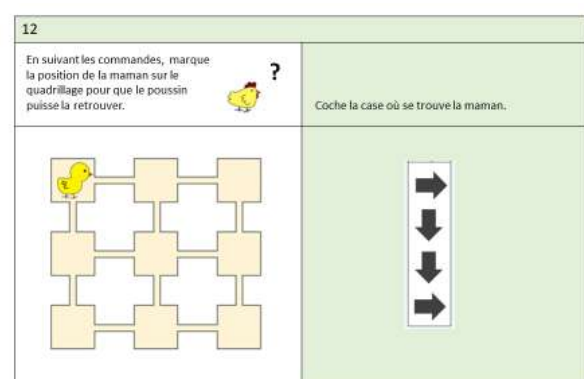 12
En suivant les commandes, marque
la position de la maman sur le
quadrillage pour que le poussin
puisse la retrouver.
?
Coche la case où se trouve la maman.